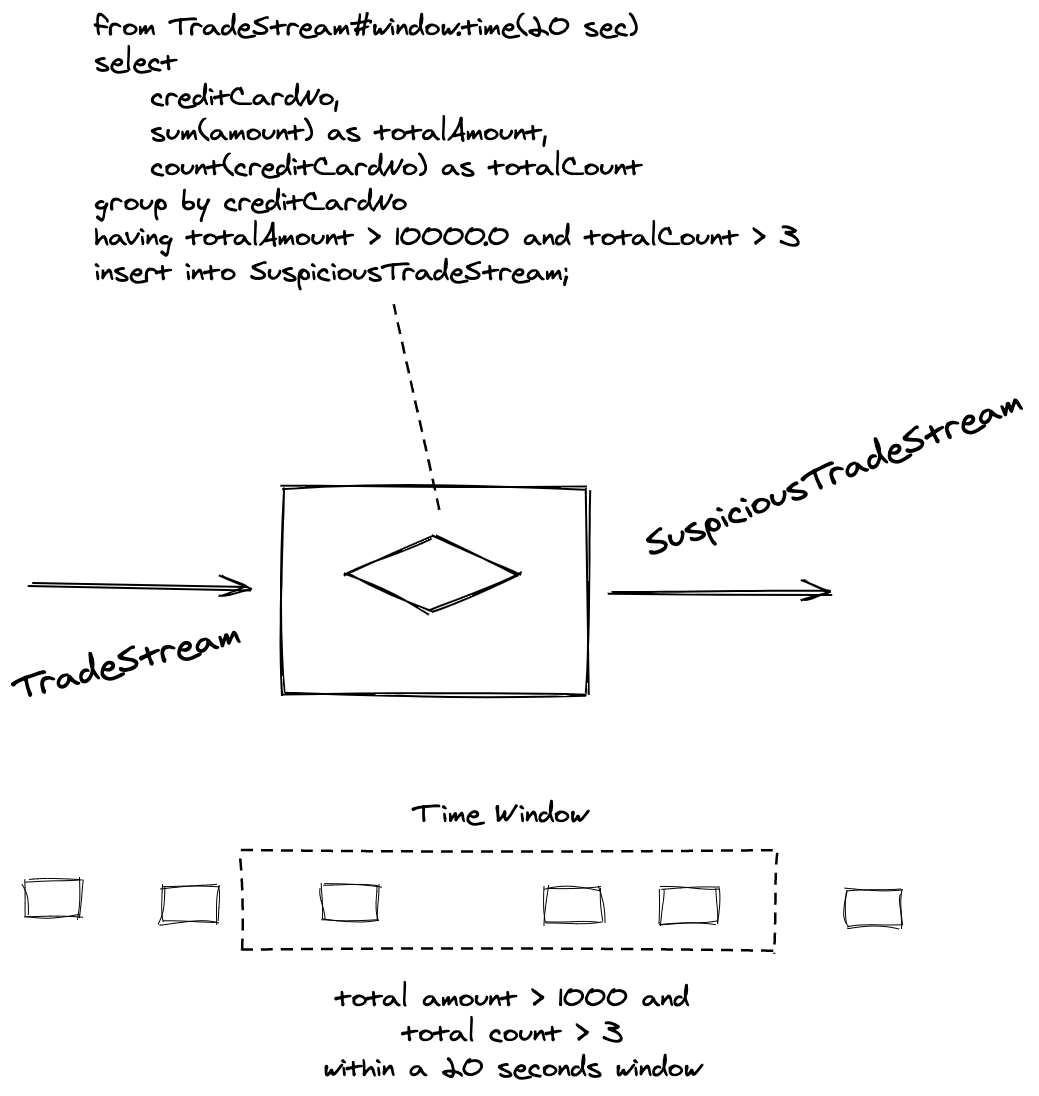 from TradeStream#window.time(20 sec)
select
creditCardNo,
sum(amount) as totalAmount,
count(creditCardNo) as totalCount
group by creditCardNo
having totalAmount > 10000.0 and totalCount > 3
insert into SuspiciousTradeStream;
SuspiciousTradeStream
TradeStream
Time Window
total amount > 1000 and
total count > 3
within a 20 seconds window